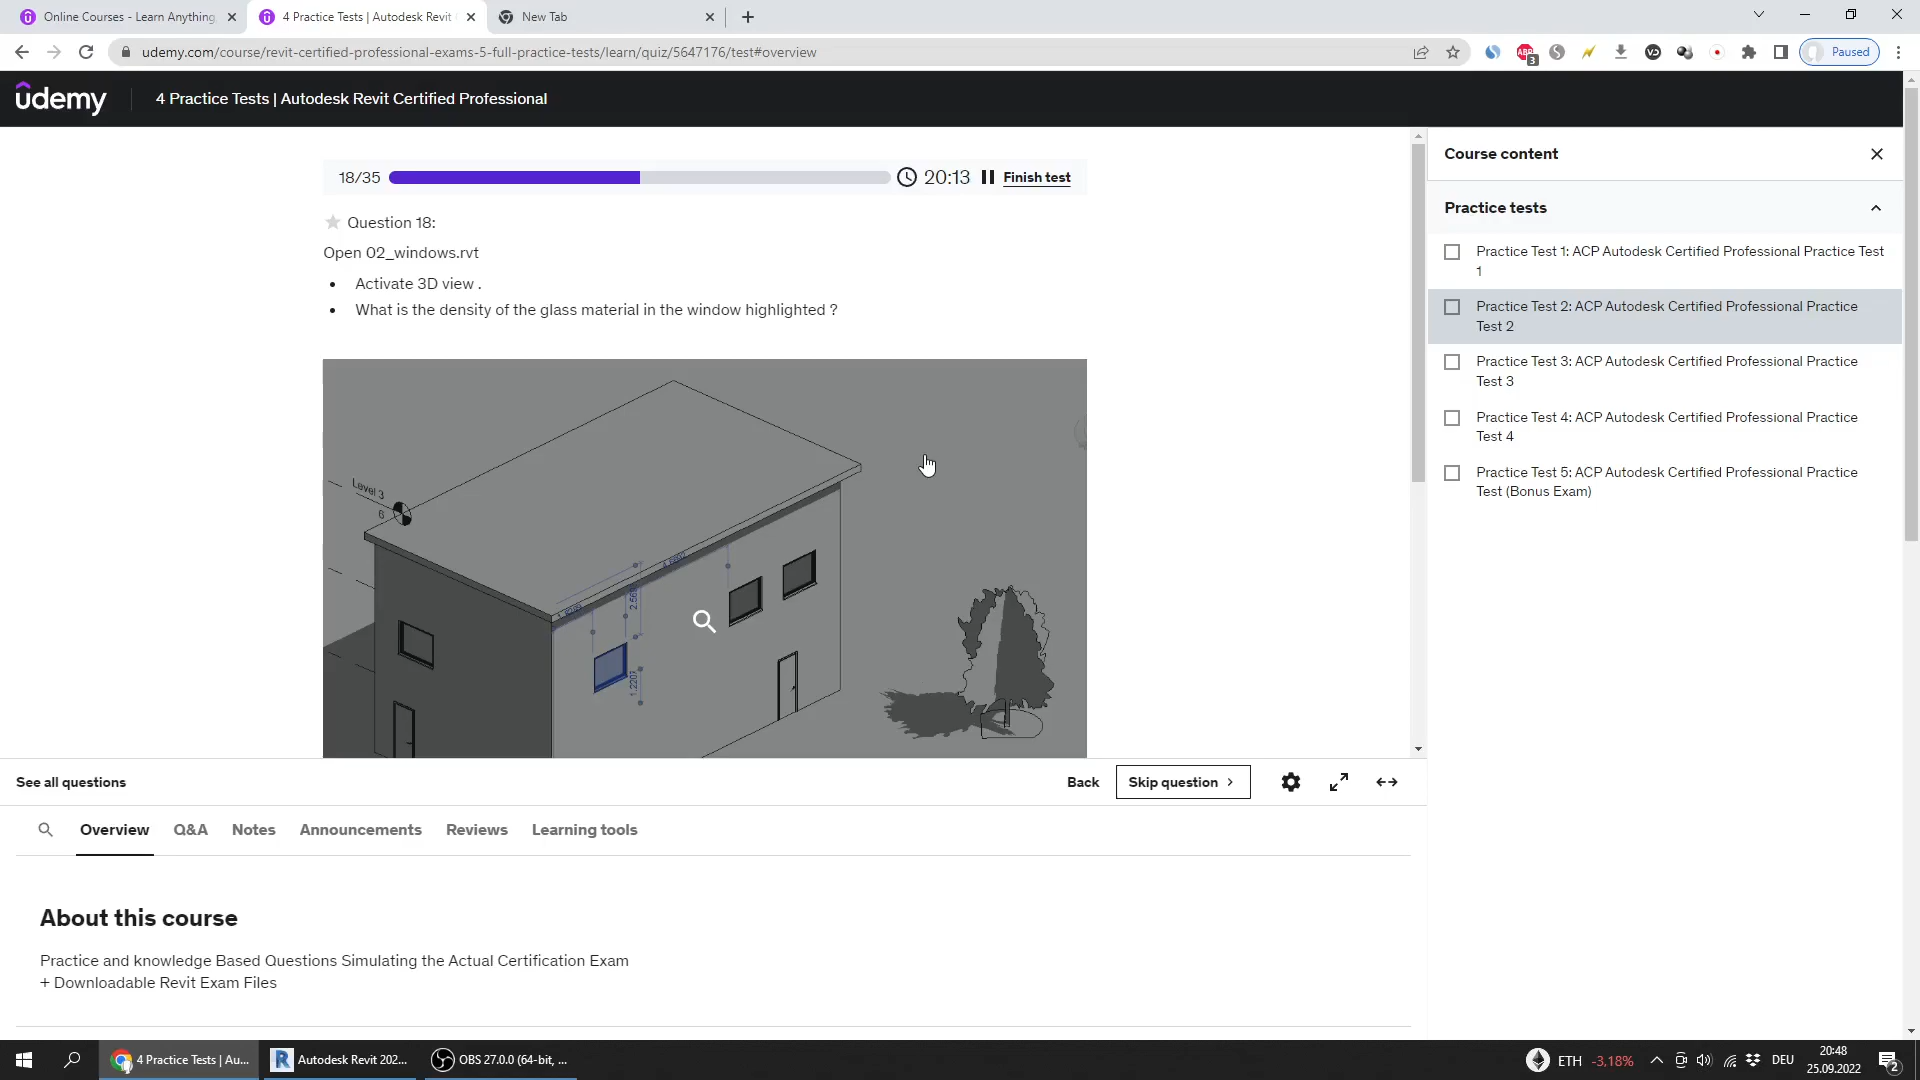 Online Courses - Learn Anything,
4 Practice Tests | Autodesk Revit
New Tab
udemy.com/course/revit-certified-professional-exams-5-full-practice-tests/learn/quiz/5647176/test#overview
3
Paused
udemy
4 Practice Tests | Autodesk Revit Certified Professional
18/35
20:13
Finish test
Question 18:
Open 02_windows.rvt
Activate 3D view .
What is the density of the glass material in the window highlighted ?
Level 3
6
1.2207
See all questions
Back
Skip question
Overview
Q&A
Notes
Announcements
Reviews
Learning tools
About this course
Practice and knowledge Based Questions Simulating the Actual Certification Exam
+ Downloadable Revit Exam Files
Course content
Practice tests
Practice Test 1: ACP Autodesk Certified Professional Practice Test
1
Practice Test 2: ACP Autodesk Certified Professional Practice
Test 2
Practice Test 3: ACP Autodesk Certified Professional Practice
Test 3
Practice Test 4: ACP Autodesk Certified Professional Practice
Test 4
Practice Test 5: ACP Autodesk Certified Professional Practice
Test (Bonus Exam)
4 Practice Tests | Au...
Autodesk Revit 202...
OBS 27.0.0 (64-bit, ...
ETH
-3,18%
DEU
20:48
25.09.2022
2